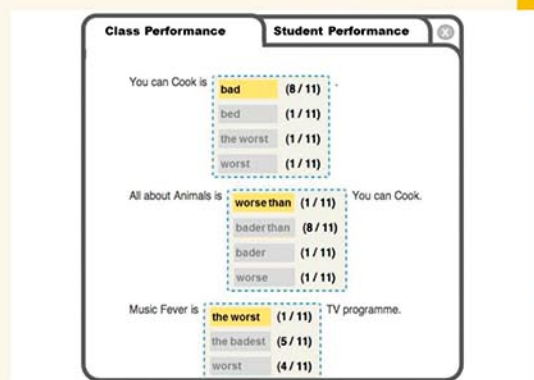 Class Performance Student Performance X
You can Cook is bad (8 / 11) .
bed (1 / 11)
the worst (1 / 11)
worst (1 / 11)
All about Animals is worse than (1 / 11) You can Cook.
bader than (8 / 11)
bader (1 / 11)
worse (1 / 11)
Music Fever is the worst (1 / 11) TV programme.
the badest (5 / 11)
worst (4 / 11)